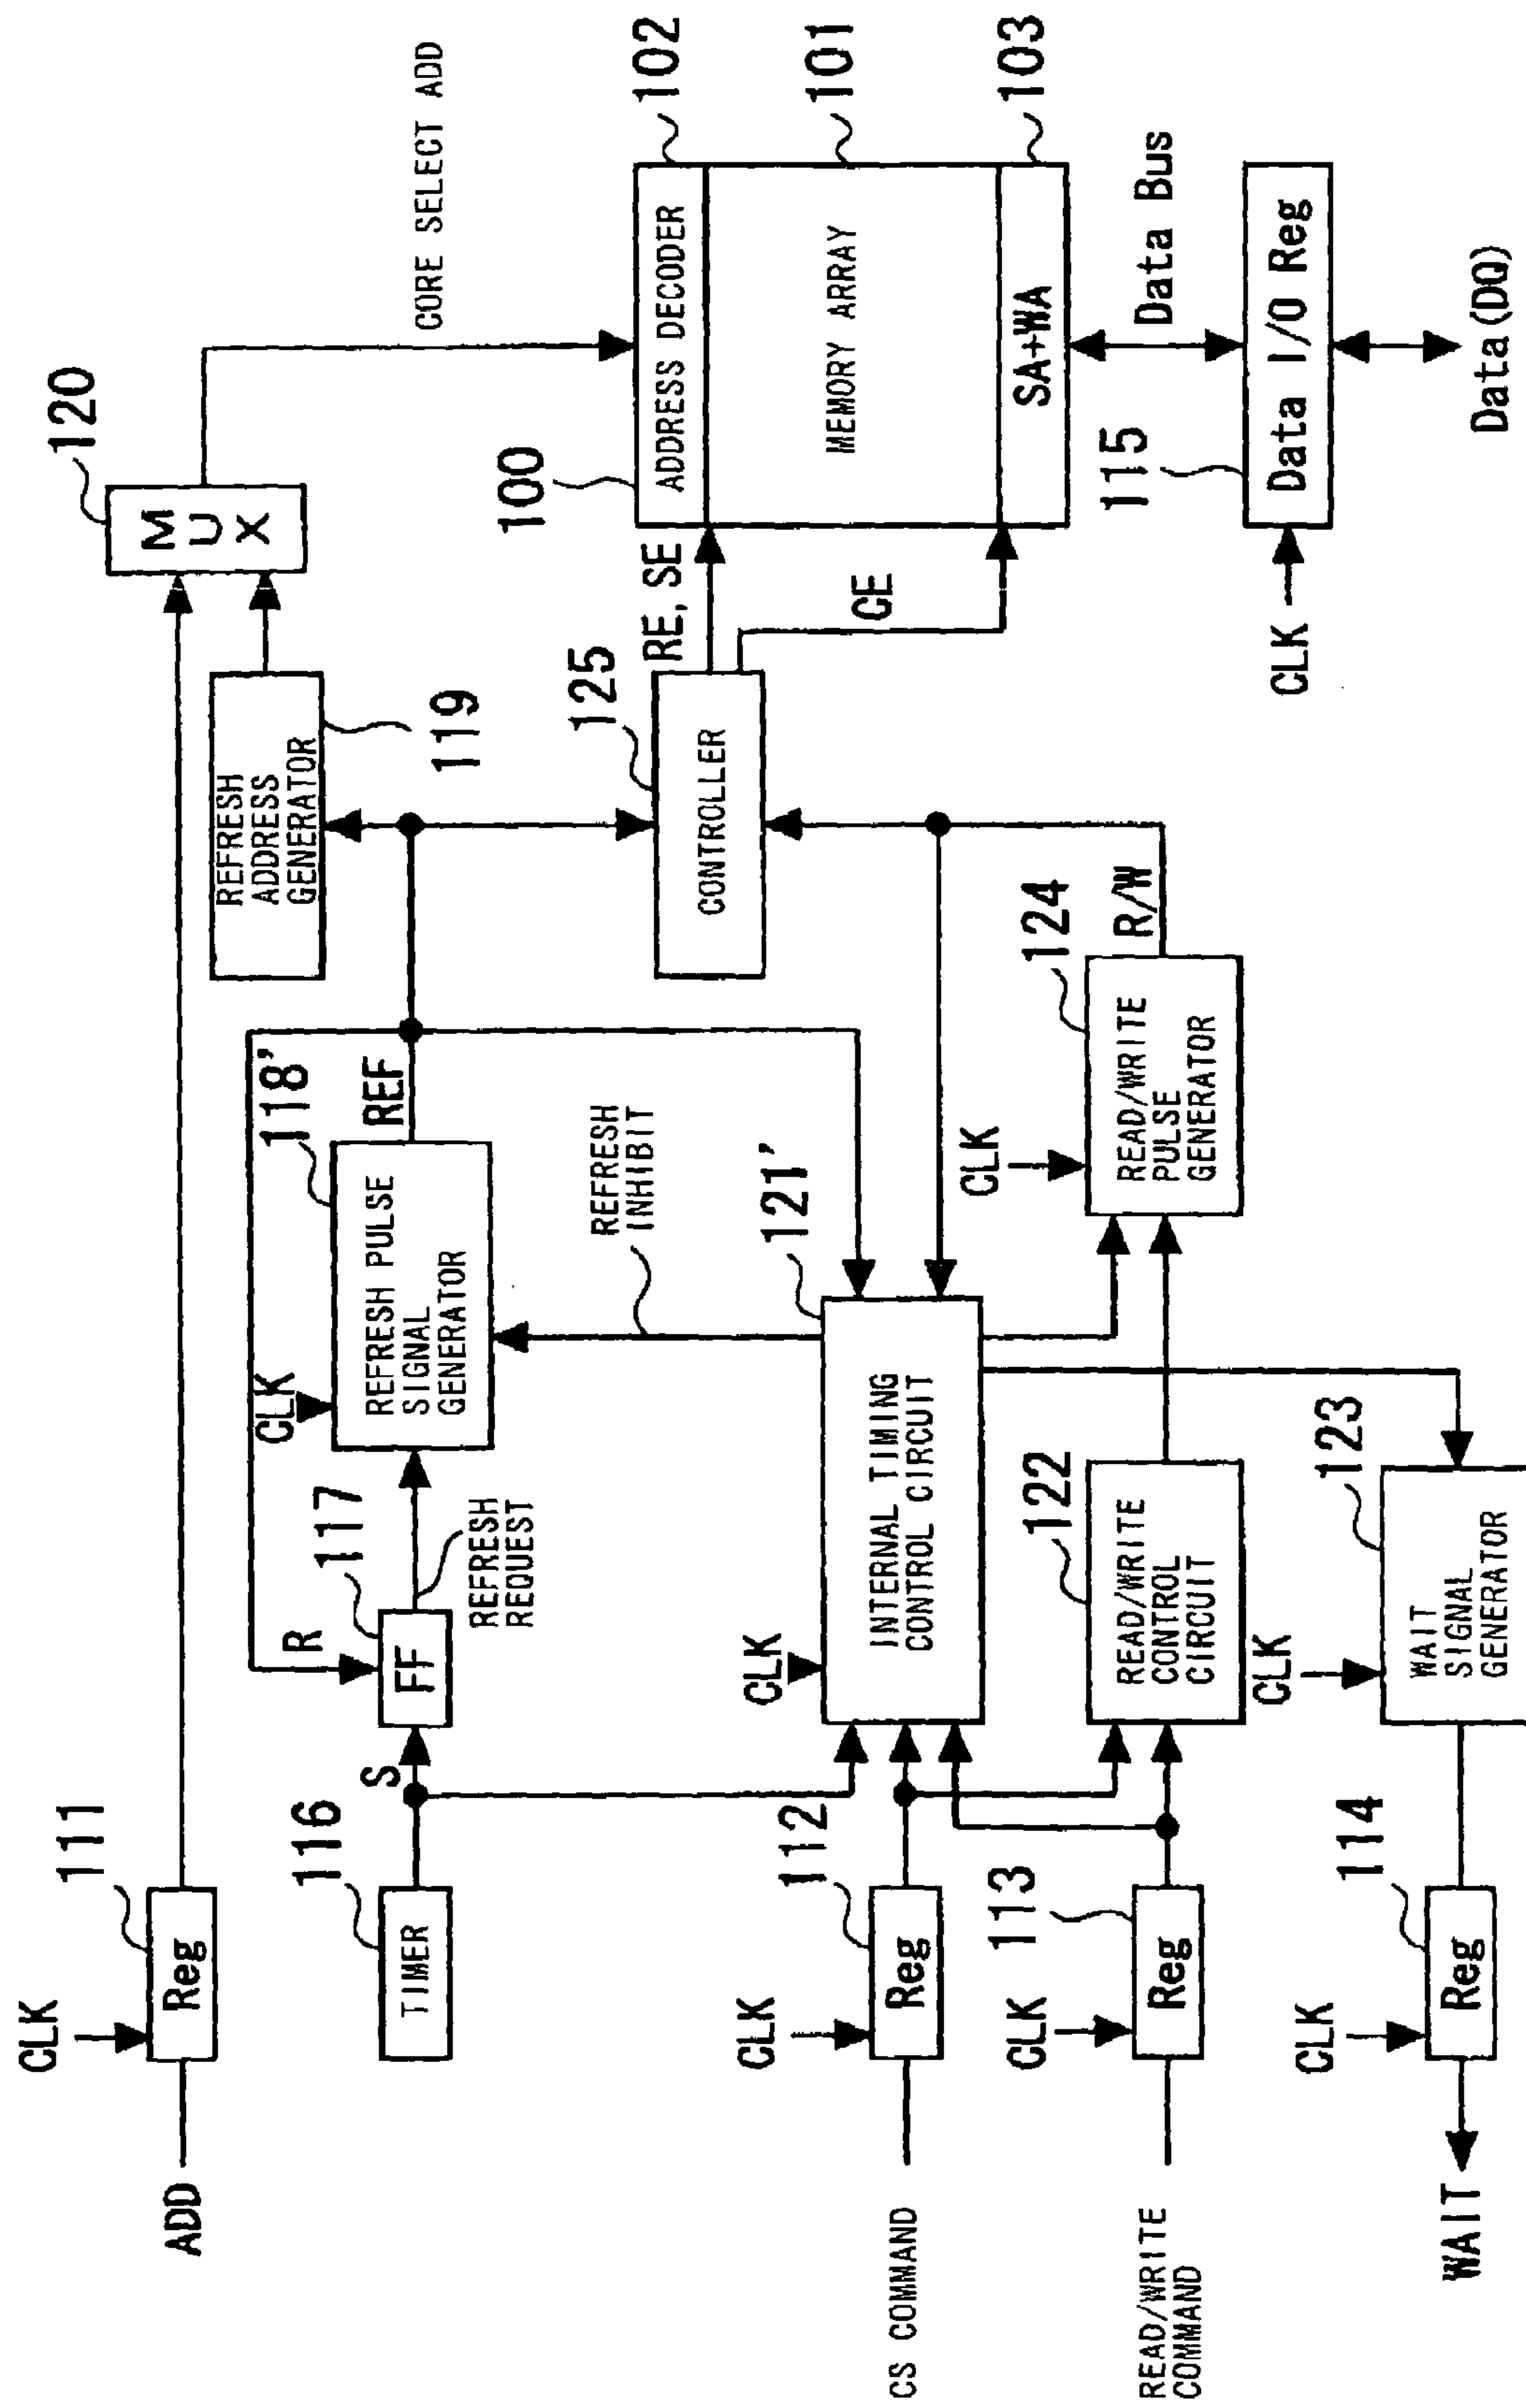 CLK
ADD
Reg
111
120
MUX
CORE SELECT ADD
REFRESH
ADDRESS
GENERATOR
119
TIMER
116
S
R
FF
117
REFRESH
REQUEST
CLK
REFRESH PULSE
SIGNAL
GENERATOR
118'
REF
REFRESH
INHIBIT
125
CONTROLLER
RE, SE
CE
100
ADDRESS DECODER
102
MEMORY ARRAY
101
SA+WA
103
Data Bus
CS COMMAND
CLK
Reg
112
CLK
INTERNAL TIMING
CONTROL CIRCUIT
121'
READ/WRITE
COMMAND
CLK
Reg
113
READ/WRITE
CONTROL
CIRCUIT
122
CLK
READ/WRITE
PULSE
GENERATOR
124
R/W
CLK
115
Data I/O Reg
Data(DQ)
WAIT
CLK
Reg
114
CLK
WAIT
SIGNAL
GENERATOR
123